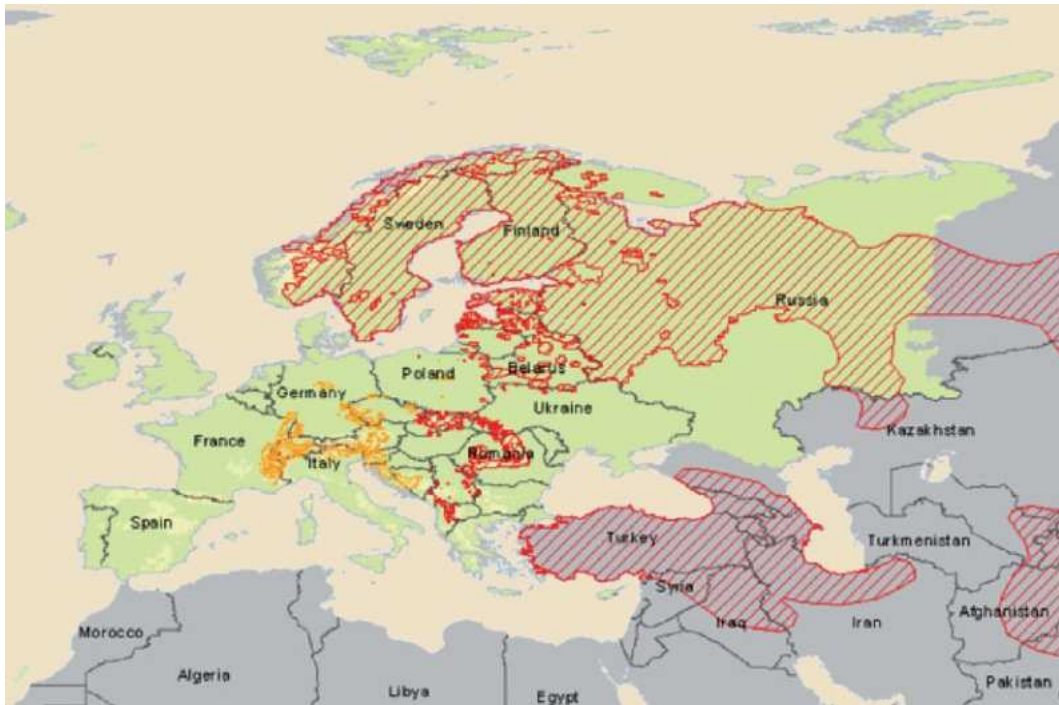 Sweden
Finland
Russia
Belarus
Poland
Germany
Ukraine
France
Kazakhstan
Romania
Italy
Spain
Turkey
Turkmenistan
Syria
Afghanistan
Iraq
Iran
Morocco
Algeria
Pakistan
Libya
Egypt